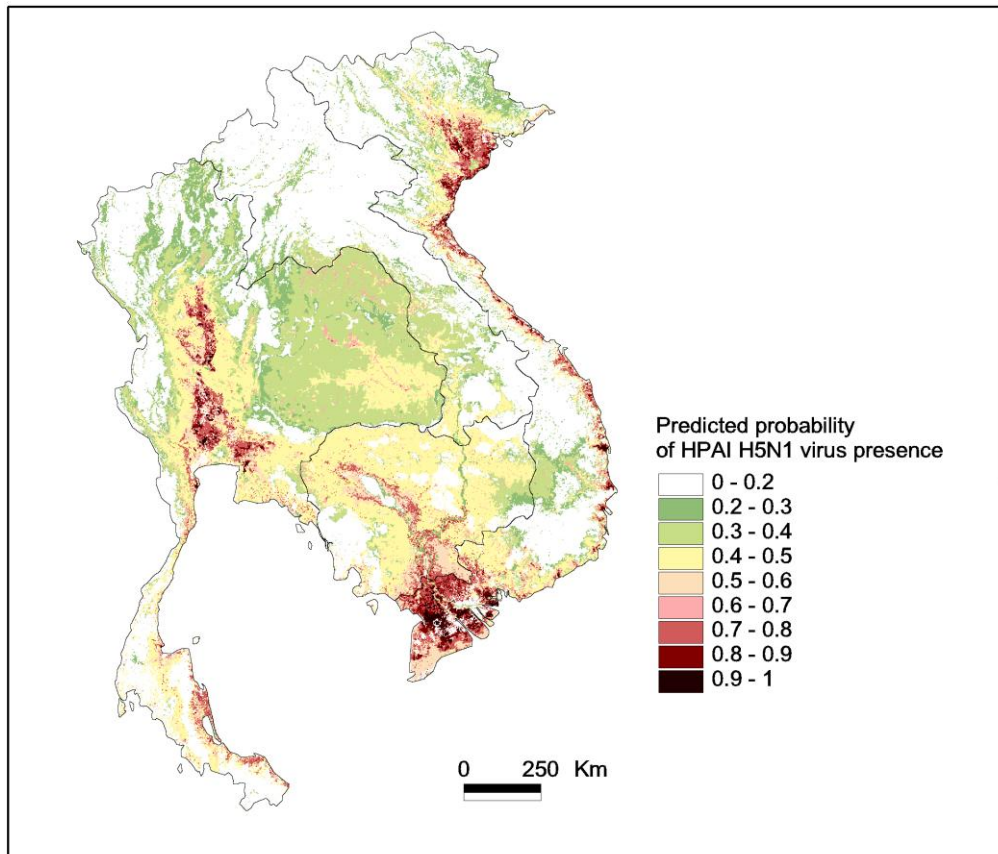 Predicted probability
of HPAI H5N1 virus presence
0 - 0.2
0.2 - 0.3
0.3 - 0.4
0.4 - 0.5
0.5 - 0.6
0.6 - 0.7
0.7 - 0.8
0.8 - 0.9
0.9 - 1
0 250 Km